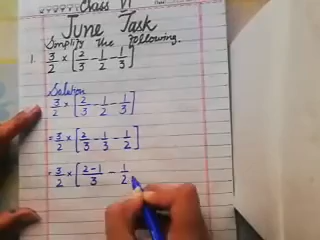 Class VI
June Task
Simplify the following.
1. 3/2 × [2/3 - 1/2 - 1/3]
Solution
3/2 × [2/3 - 1/2 - 1/3]
= 3/2 × [2/3 - 1/3 - 1/2]
= 3/2 × [2-1/3 - 1/2